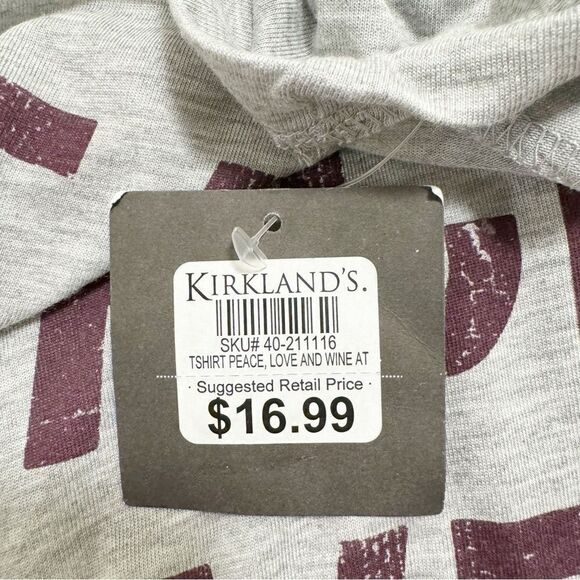 KIRKLAND'S.
SKU# 40-211116
TSHIRT PEACE, LOVE AND WINE AT
· Suggested Retail Price ·
$16.99